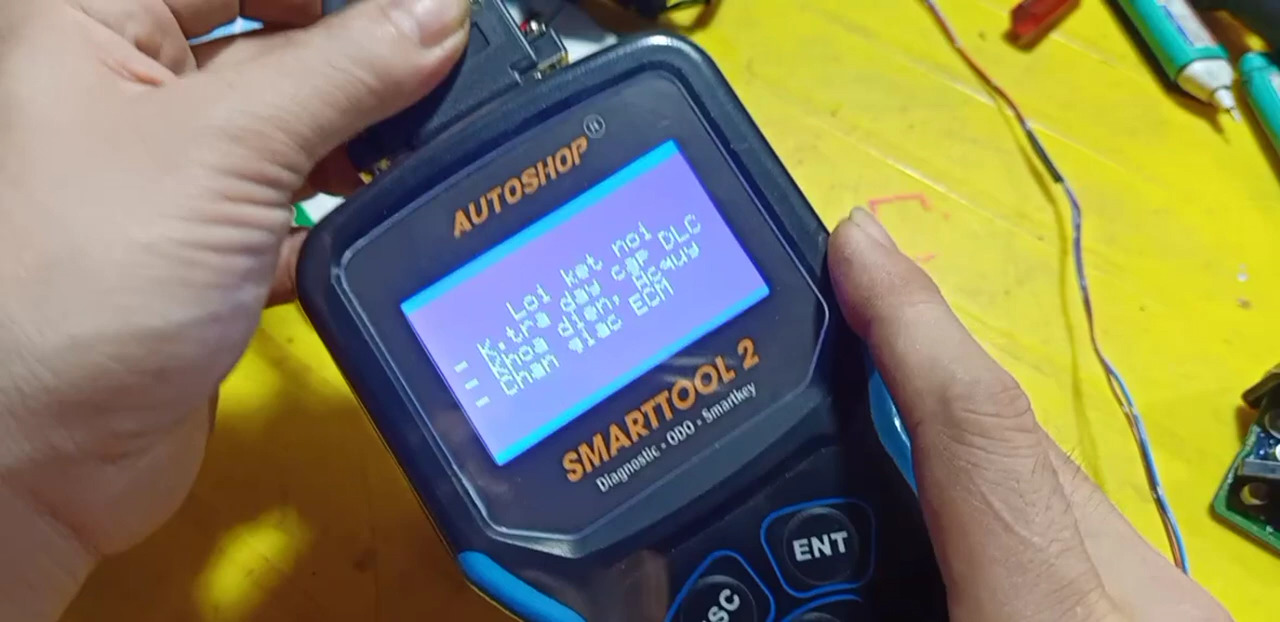 AUTOSHOP ®
Loi ket noi
- K.tra day cap DLC
- Khoa dien, Acquy
- Chan giac ECM
SMARTTOOL 2
Diagnostic - ODO - Smartkey
ENT